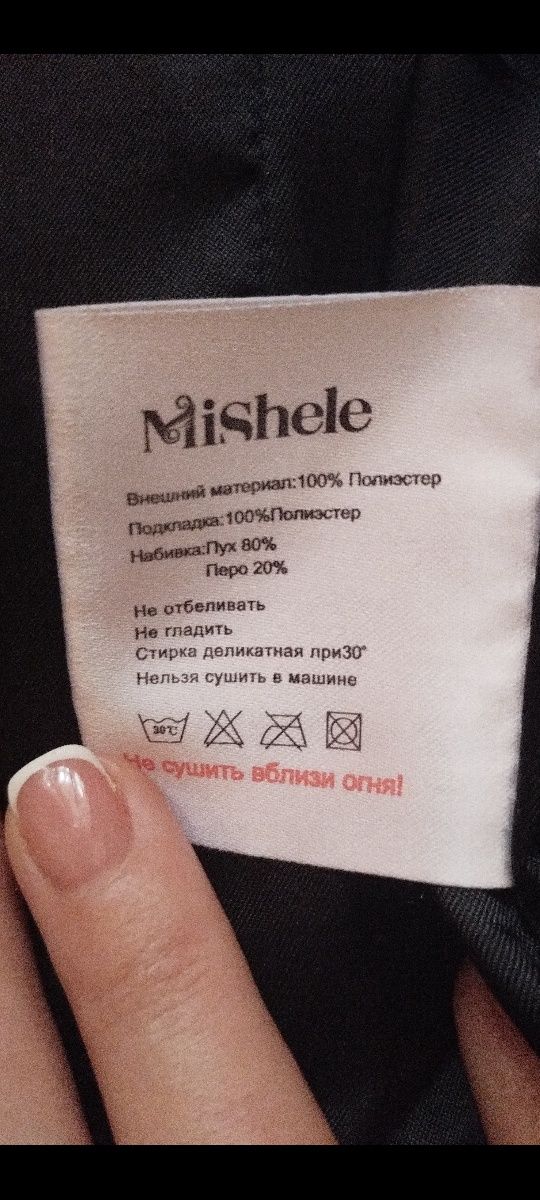 MiShele
Внешний материал:100% Полиэстер
Подкладка:100%Полиэстер
Набивка:Пух 80%
Перо 20%
Не отбеливать
Не гладить
Стирка деликатная при30°
Нельзя сушить в машине
30℃
Не сушить вблизи огня!